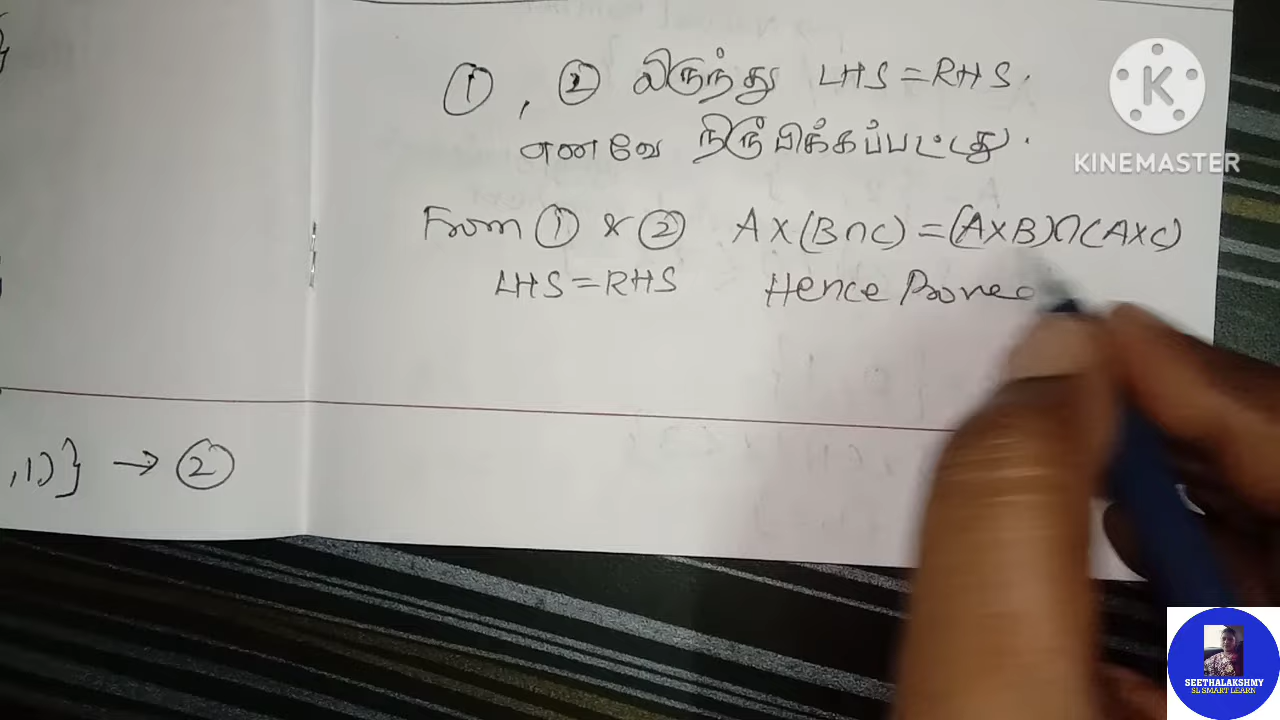 ①, ② லிருந்து LHS = RHS.
எனவே நிரூபிக்கப்பட்டது.
From ① & ② A×(B∩C) = (A×B)∩(A×C)
LHS = RHS Hence Prove
,1)} → ②
KINEMASTER
SEETHALAKSHMY
SL SMART LEARN